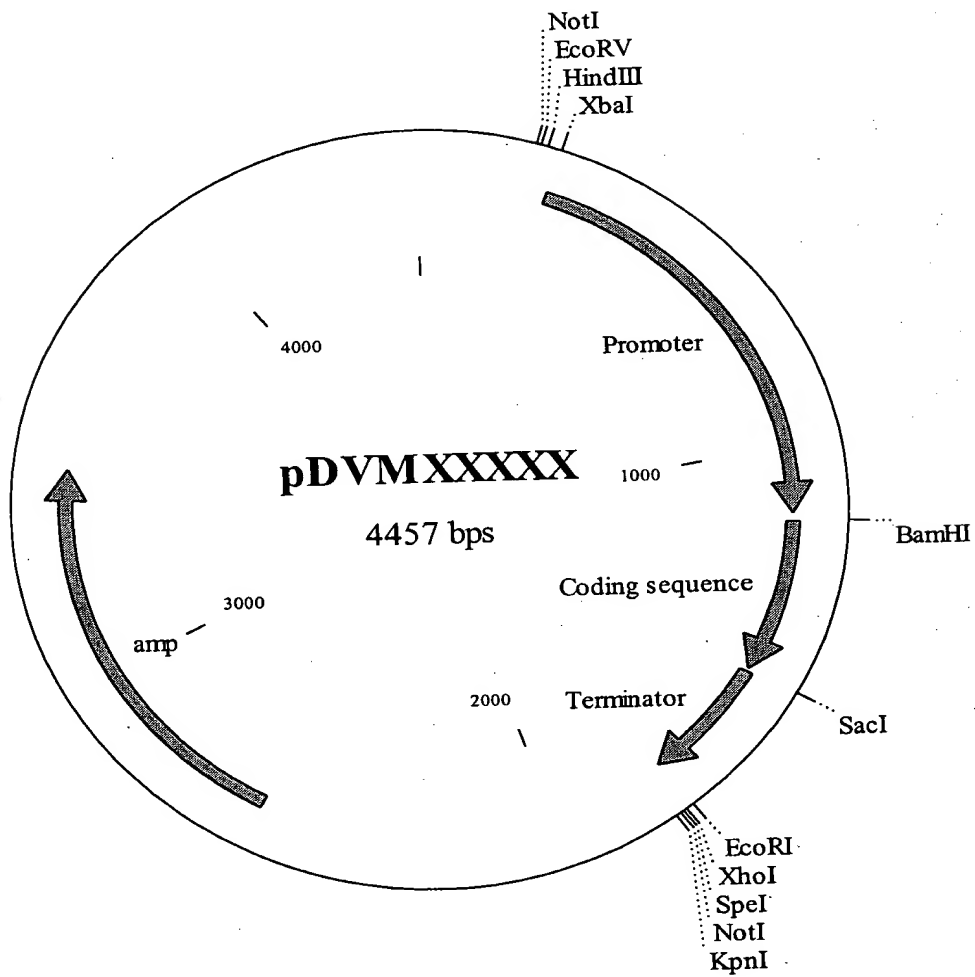 NotI
EcoRV
HindIII
XbaI
4000
Promoter
pDVMXXXXX
1000
4457 bps
BamHI
Coding sequence
3000
amp
2000
Terminator
SacI
EcoRI
XhoI
SpeI
NotI
KpnI